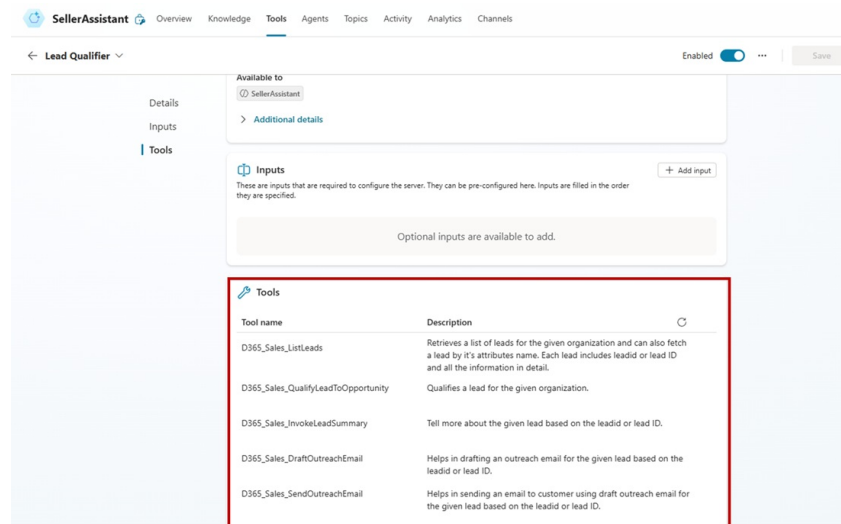 SellerAssistant Overview Knowledge Tools Agents Topics Activity Analytics Channels
Lead Qualifier Enabled ... Save
Available to
SellerAssistant
Additional details
Details
Inputs
Tools
Inputs
+ Add input
These are inputs that are required to configure the server. They can be pre-configured here. Inputs are filled in the order
they are specified.
Optional inputs are available to add.
Tools
Tool name Description
D365_Sales_ListLeads
Retrieves a list of leads for the given organization and can also fetch
a lead by it's attributes name. Each lead includes leadid or lead ID
and all the information in detail.
D365_Sales_QualifyLeadToOpportunity Qualifies a lead for the given organization.
D365_Sales_InvokeLeadSummary Tell more about the given lead based on the leadid or lead ID.
D365_Sales_DraftOutreachEmail Helps in drafting an outreach email for the given lead based on the
leadid or lead ID.
D365_Sales_SendOutreachEmail Helps in sending an email to customer using draft outreach email for
the given lead based on the leadid or lead ID.